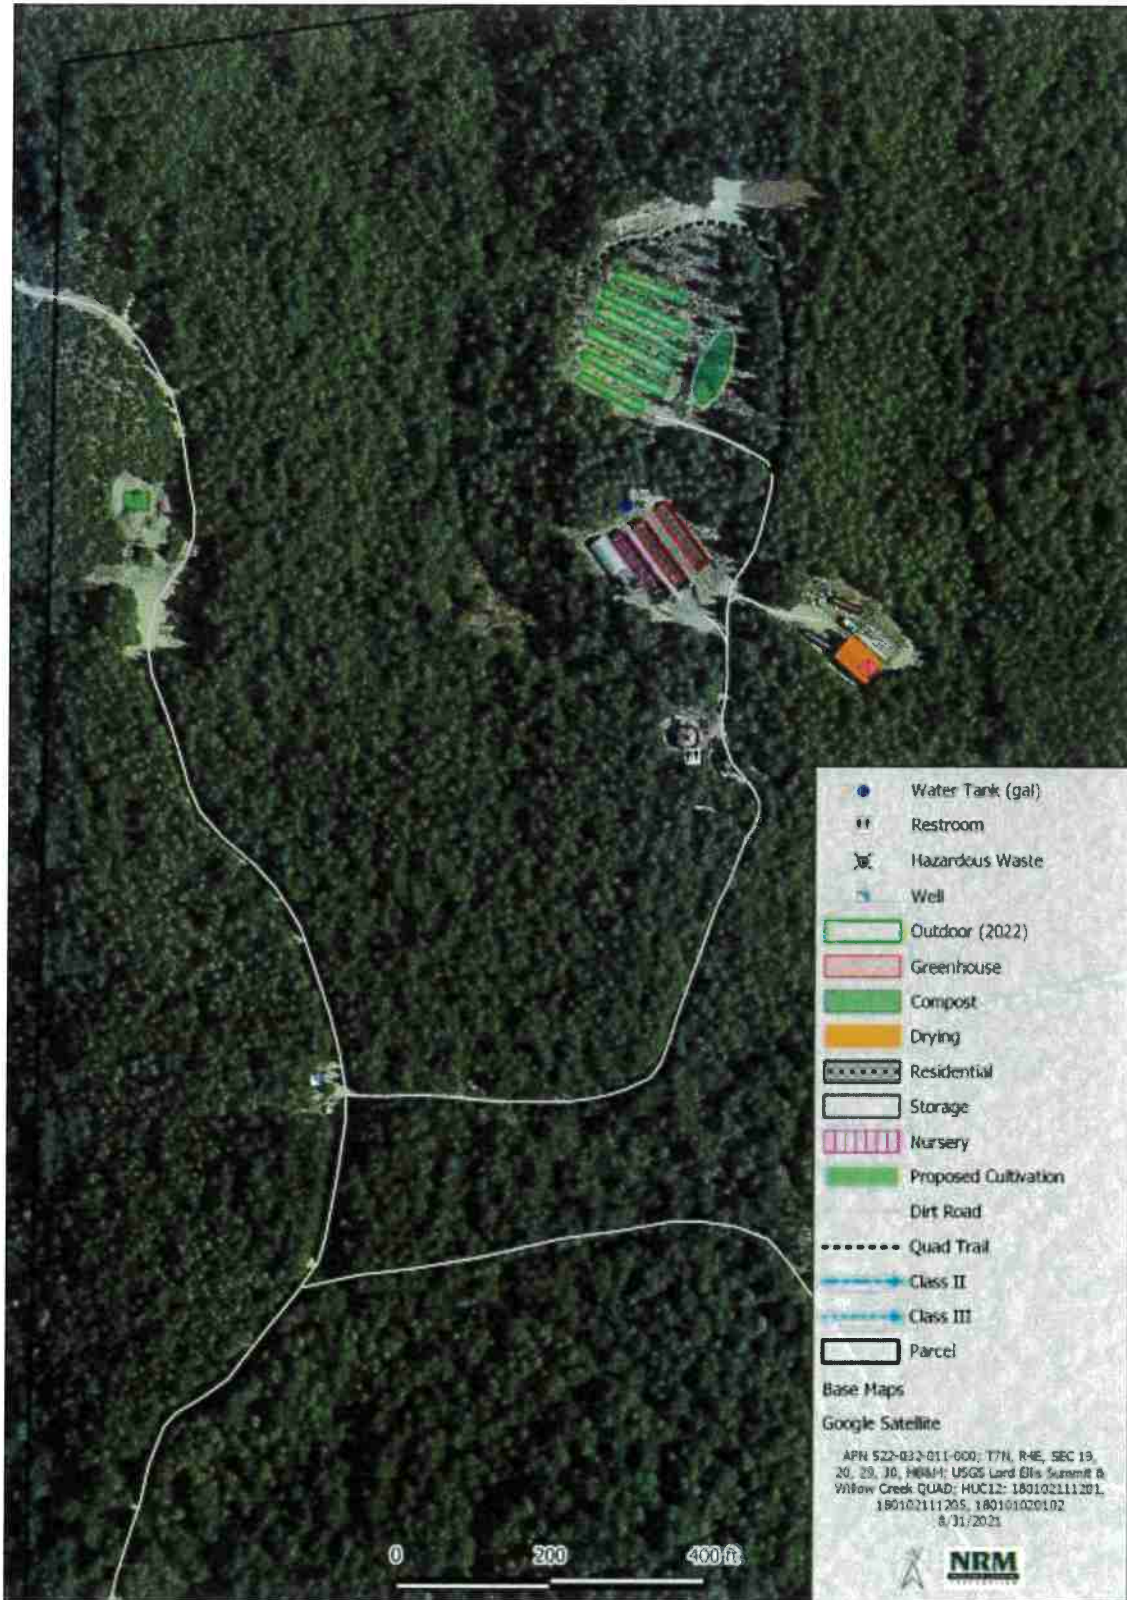 Water Tank (gal)
Restroom
Hazardous Waste
Well
Outdoor (2022)
Greenhouse
Compost
Drying
Residential
Storage
Nursery
Proposed Cultivation
Dirt Road
Quad Trail
Class II
Class III
Parcel
Base Maps
Google Satellite
APN 522-032-011-000; T7N, R4E, SEC 19,
20, 29, 30, HB&M; USGS Lord Ellis Summit &
Willow Creek QUAD; HUC12: 180102111201,
180102111205, 180101020102
8/31/2021
0 200 400 ft
NRM